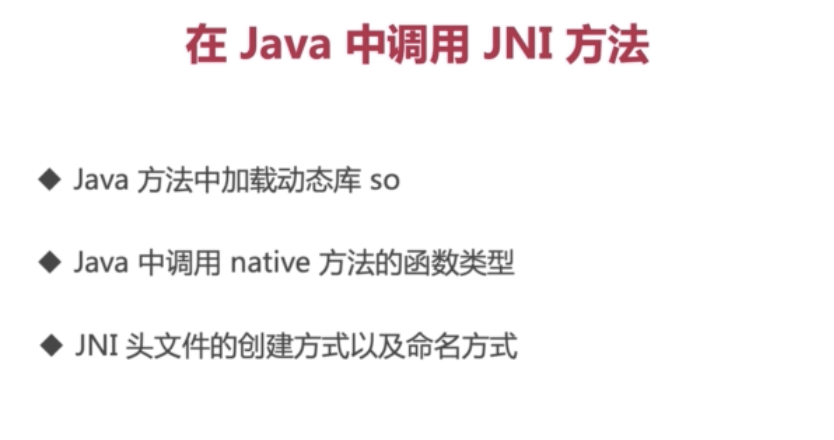 在 Java 中调用 JNI 方法
◆ Java 方法中加载动态库 so
◆ Java 中调用 native 方法的函数类型
◆ JNI 头文件的创建方式以及命名方式